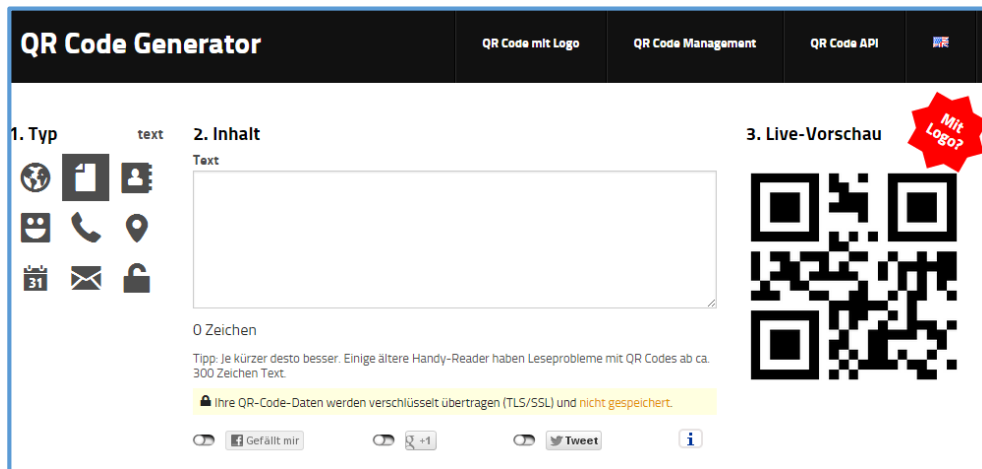 QR Code Generator
QR Code mit Logo
QR Code Management
QR Code API
1. Typ
text
2. Inhalt
3. Live-Vorschau
Mit
Logo?
Text
31
0 Zeichen
Tipp: Je kürzer desto besser. Einige ältere Handy-Reader haben Leseprobleme mit QR Codes ab ca.
300 Zeichen Text.
Ihre QR-Code-Daten werden verschlüsselt übertragen (TLS/SSL) und nicht gespeichert.
f Gefällt mir
g +1
Tweet
i